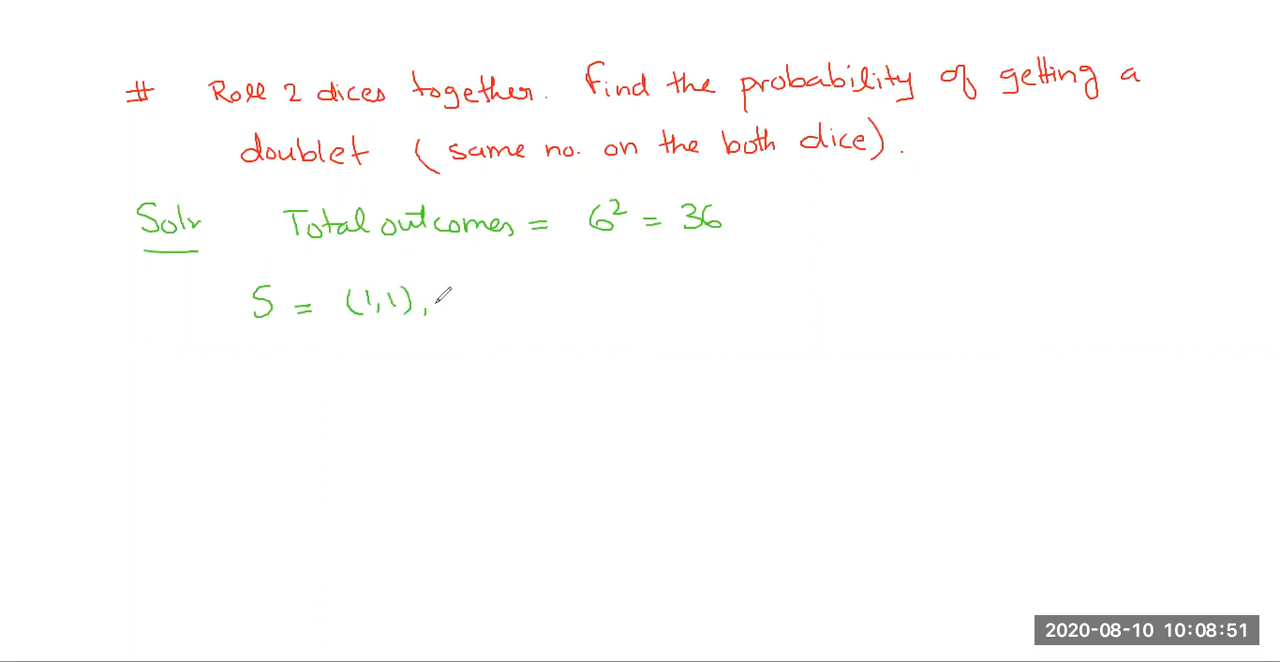 # Roll 2 dices together. Find the probability of getting a
doublet (same no. on the both dice).
Soln Total outcomes = 6² = 36
S = (1,1),
2020-08-10 10:08:51